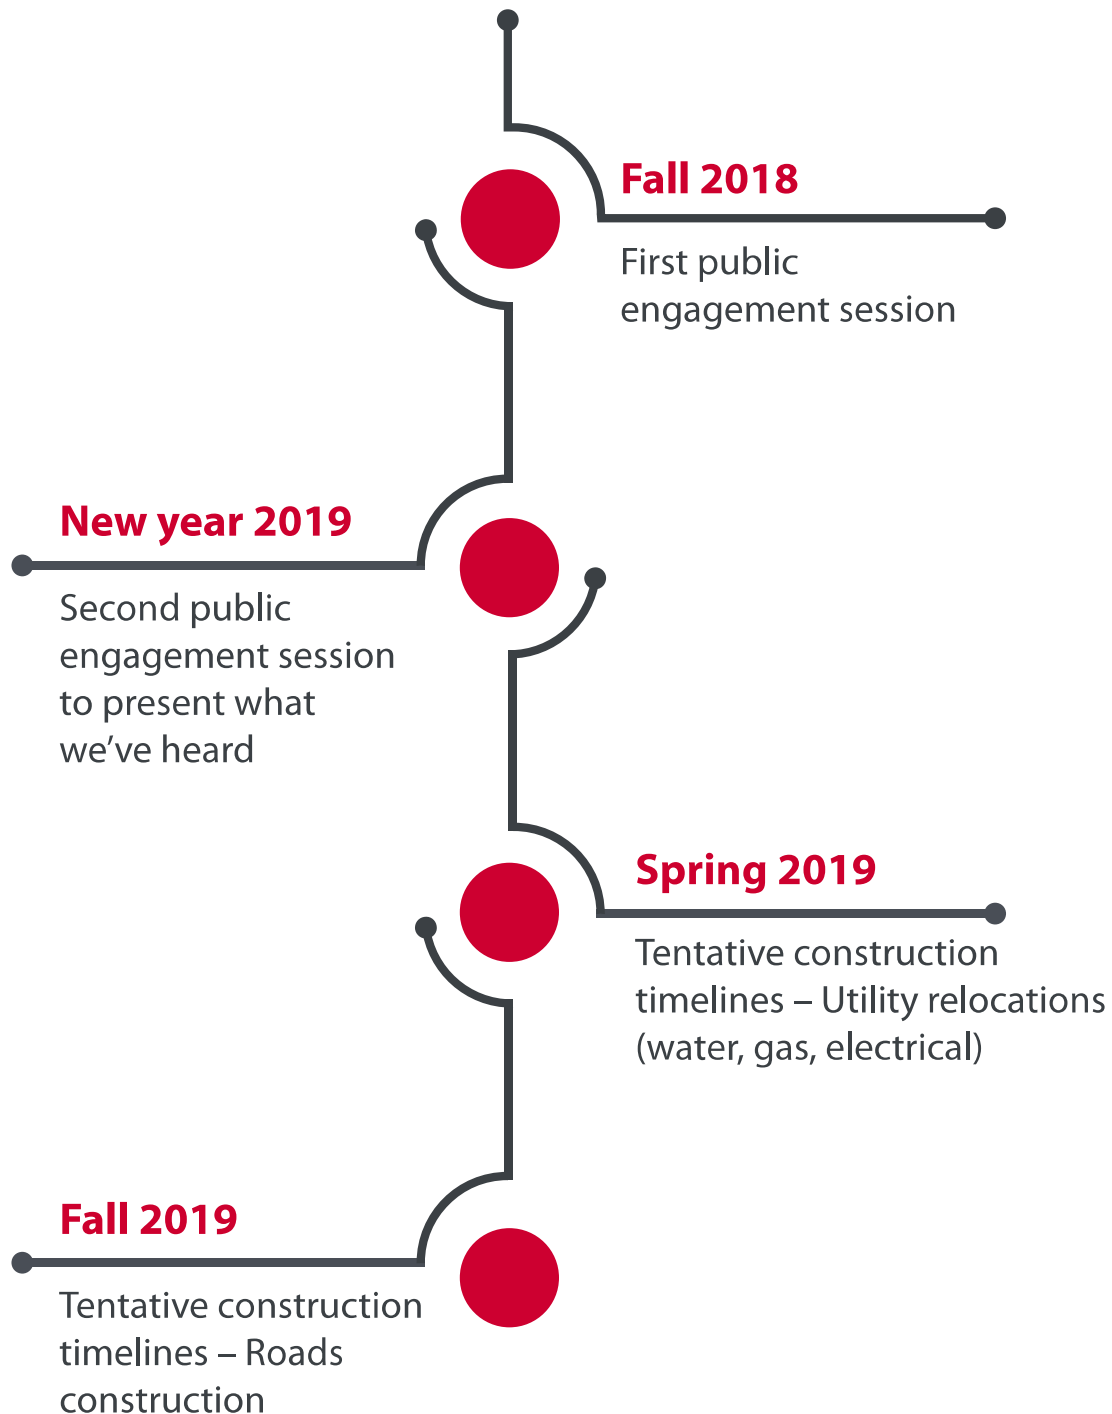 Fall 2018
First public
engagement session
New year 2019
Second public
engagement session
to present what
we’ve heard
Spring 2019
Tentative construction
timelines – Utility relocations
(water, gas, electrical)
Fall 2019
Tentative construction
timelines – Roads
construction